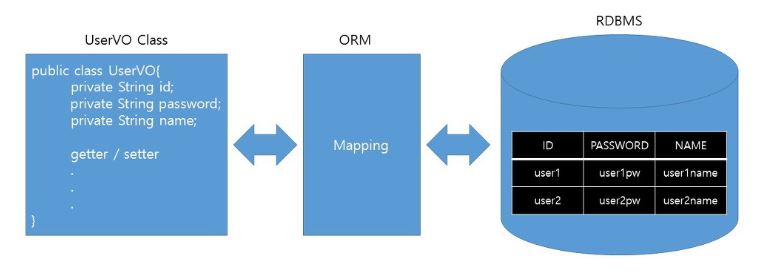 UserVO Class
public class UserVO{
private String id;
private String password;
private String name;
getter / setter
.
.
.
}
ORM
Mapping
RDBMS
ID PASSWORD NAME
user1 user1pw user1name
user2 user2pw user2name